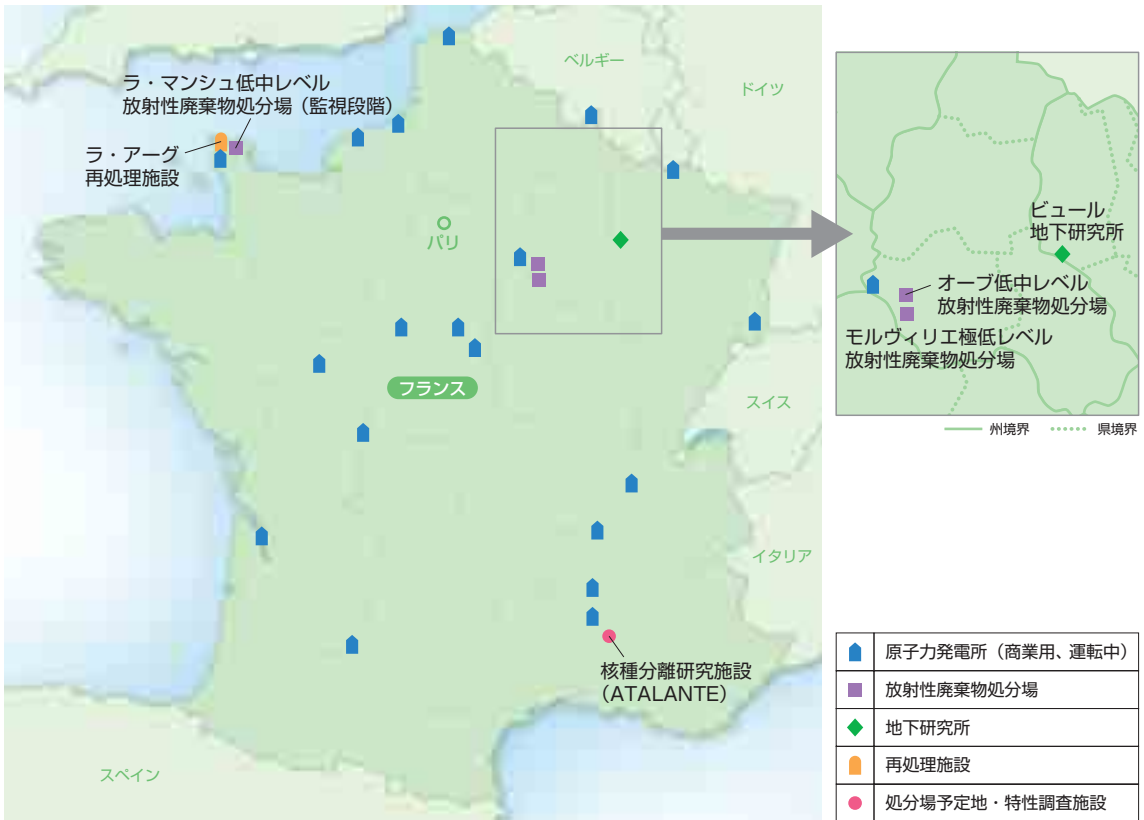 ベルギー
ドイツ
ラ・マンシュ低中レベル
放射性廃棄物処分場（監視段階）
ラ・アーグ
再処理施設
パリ
フランス
スイス
イタリア
核種分離研究施設
（ATALANTE）
スペイン
ビュール
地下研究所
オーブ低中レベル
放射性廃棄物処分場
モルヴィリエ極低レベル
放射性廃棄物処分場
州境界
県境界
原子力発電所（商業用、運転中）
放射性廃棄物処分場
地下研究所
再処理施設
処分場予定地・特性調査施設